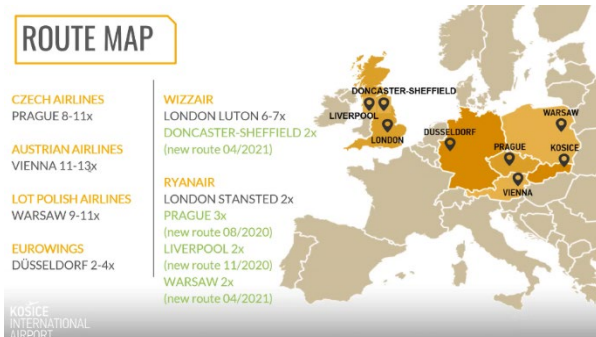 ROUTE MAP
CZECH AIRLINES
PRAGUE 8-11x
AUSTRIAN AIRLINES
VIENNA 11-13x
LOT POLISH AIRLINES
WARSAW 9-11x
EUROWINGS
DÜSSELDORF 2-4x
WIZZAIR
LONDON LUTON 6-7x
DONCASTER-SHEFFIELD 2x
(new route 04/2021)
RYANAIR
LONDON STANSTED 2x
PRAGUE 3x
(new route 08/2020)
LIVERPOOL 2x
(new route 11/2020)
WARSAW 2x
(new route 04/2021)
DONCASTER-SHEFFIELD
LIVERPOOL
LONDON
DUSSELDORF
WARSAW
PRAGUE
KOSICE
VIENNA
KOŠICE
INTERNATIONAL
AIRPORT